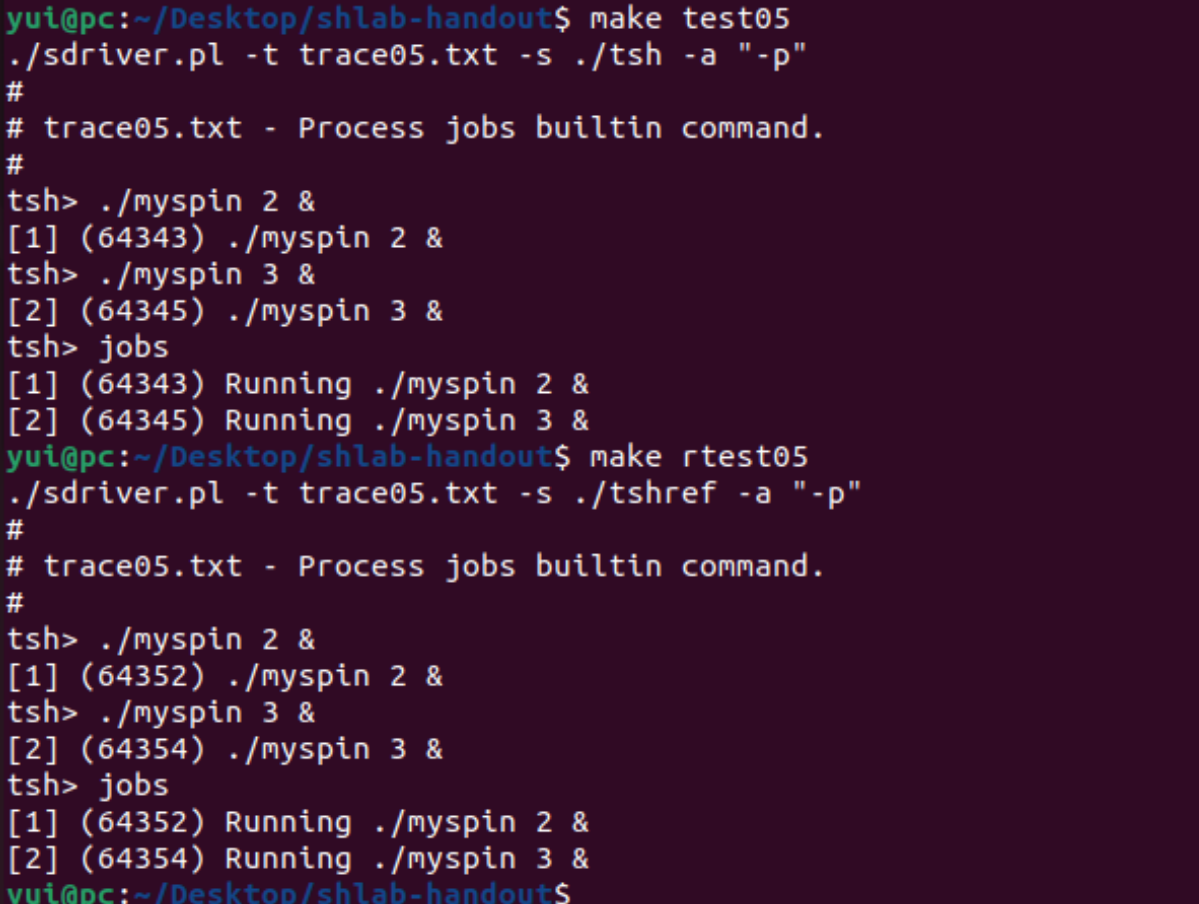 yui@pc:~/Desktop/shlab-handout$ make test05
./sdriver.pl -t trace05.txt -s ./tsh -a "-p"
#
# trace05.txt - Process jobs builtin command.
#
tsh> ./myspin 2 &
[1] (64343) ./myspin 2 &
tsh> ./myspin 3 &
[2] (64345) ./myspin 3 &
tsh> jobs
[1] (64343) Running ./myspin 2 &
[2] (64345) Running ./myspin 3 &
yui@pc:~/Desktop/shlab-handout$ make rtest05
./sdriver.pl -t trace05.txt -s ./tshref -a "-p"
#
# trace05.txt - Process jobs builtin command.
#
tsh> ./myspin 2 &
[1] (64352) ./myspin 2 &
tsh> ./myspin 3 &
[2] (64354) ./myspin 3 &
tsh> jobs
[1] (64352) Running ./myspin 2 &
[2] (64354) Running ./myspin 3 &
yui@pc:~/Desktop/shlab-handout$